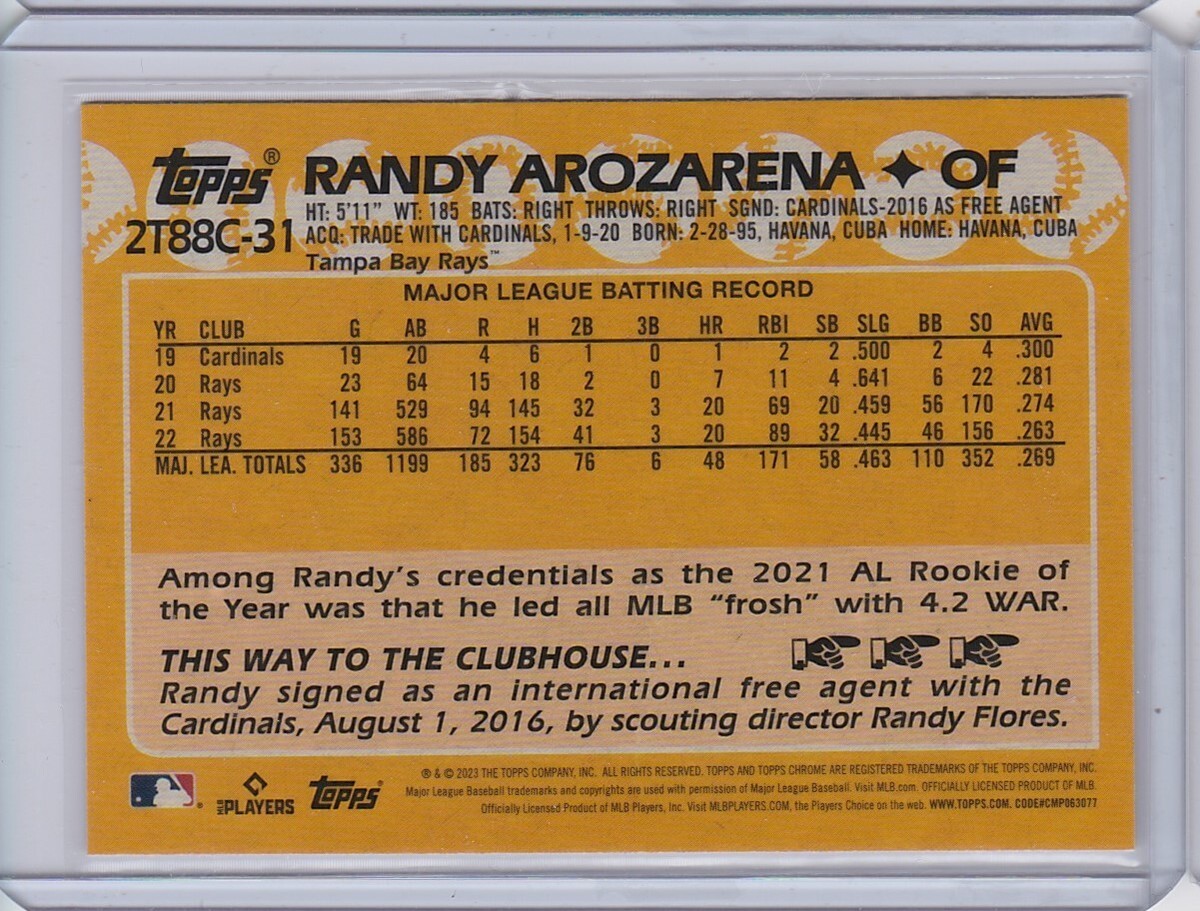 topps®
2T88C-31
RANDY AROZARENA ✦ OF
HT: 5'11" WT: 185 BATS: RIGHT THROWS: RIGHT SGND: CARDINALS-2016 AS FREE AGENT
ACQ: TRADE WITH CARDINALS, 1-9-20 BORN: 2-28-95, HAVANA, CUBA HOME: HAVANA, CUBA
Tampa Bay Rays™
MAJOR LEAGUE BATTING RECORD
YR CLUB G AB R H 2B 3B HR RBI SB SLG BB SO AVG
19 Cardinals 19 20 4 6 1 0 1 2 2 .500 2 4 .300
20 Rays 23 64 15 18 2 0 7 11 4 .641 6 22 .281
21 Rays 141 529 94 145 32 3 20 69 20 .459 56 170 .274
22 Rays 153 586 72 154 41 3 20 89 32 .445 46 156 .263
MAJ. LEA. TOTALS 336 1199 185 323 76 6 48 171 58 .463 110 352 .269
Among Randy's credentials as the 2021 AL Rookie of
the Year was that he led all MLB "frosh" with 4.2 WAR.
THIS WAY TO THE CLUBHOUSE...
Randy signed as an international free agent with the
Cardinals, August 1, 2016, by scouting director Randy Flores.
MLB PLAYERS
topps®
® & © 2023 THE TOPPS COMPANY, INC. ALL RIGHTS RESERVED. TOPPS AND TOPPS CHROME ARE REGISTERED TRADEMARKS OF THE TOPPS COMPANY, INC.
Major League Baseball trademarks and copyrights are used with permission of Major League Baseball. Visit MLB.com. OFFICIALLY LICENSED PRODUCT OF MLB
Officially Licensed Product of MLB Players, Inc. Visit MLBPLAYERS.COM, the Players Choice on the web. WWW.TOPPS.COM. CODE#CMP063077